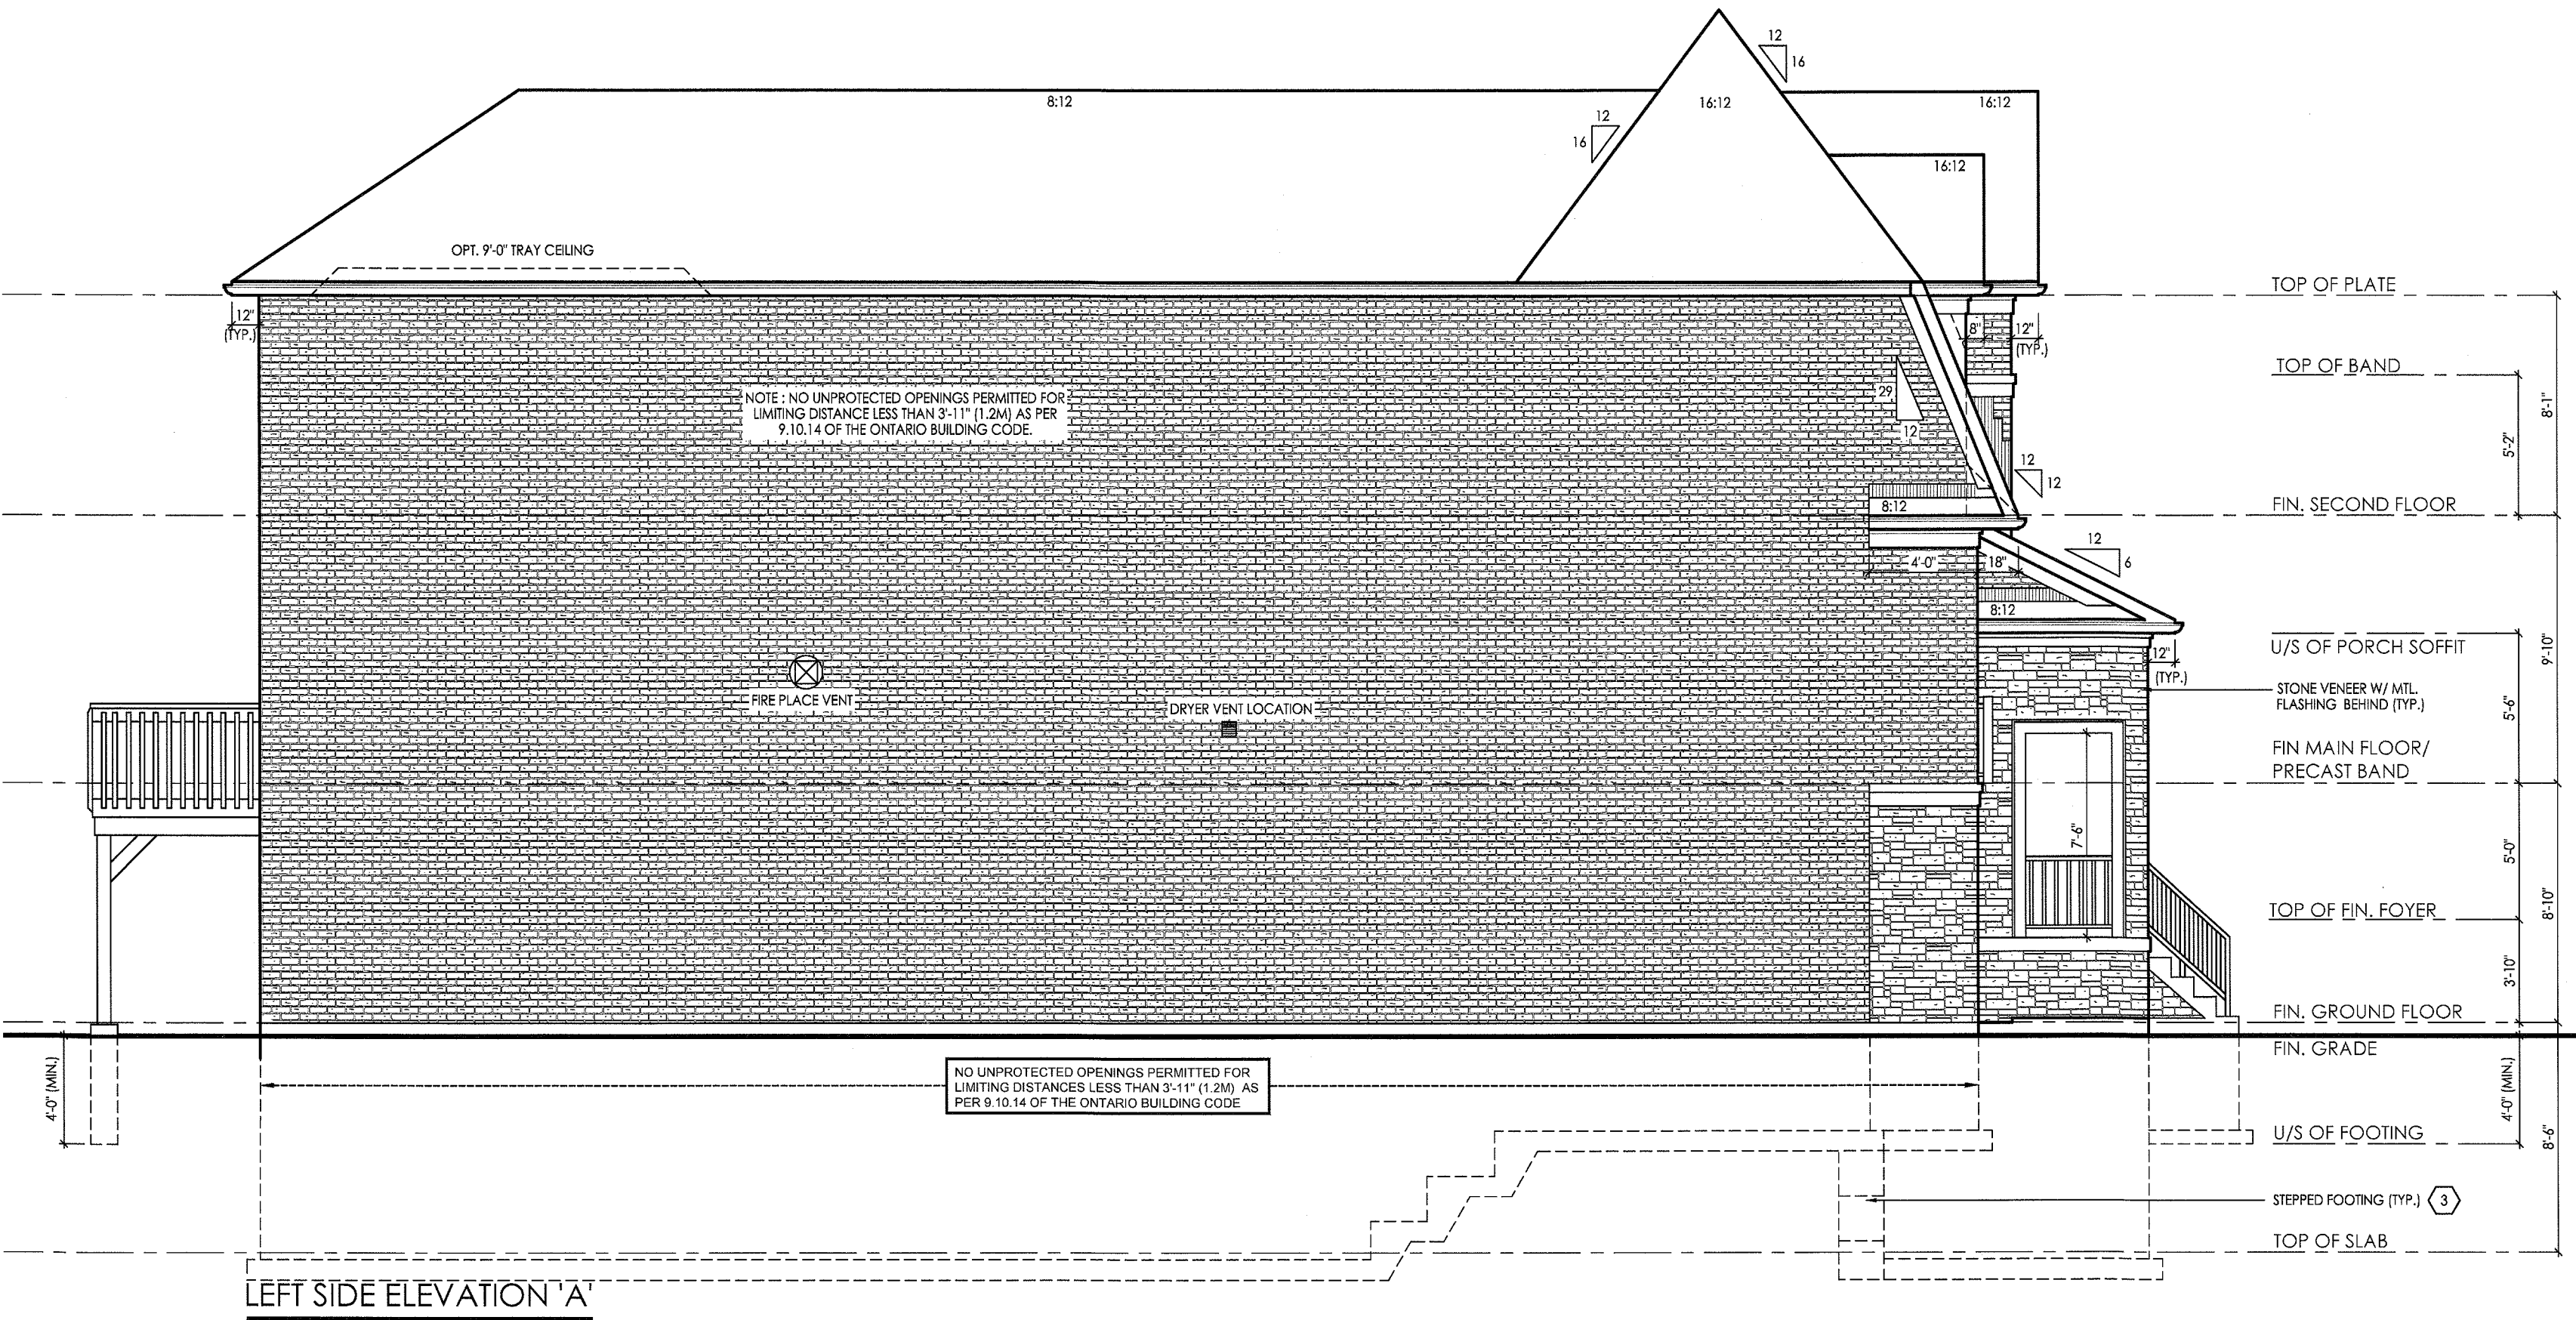 12
16
8:12
16:12
16:12
12
16
16:12
OPT. 9'-0" TRAY CEILING
TOP OF PLATE
12"
(TYP.)
8"
12"
(TYP.)
TOP OF BAND
NOTE : NO UNPROTECTED OPENINGS PERMITTED FOR
LIMITING DISTANCE LESS THAN 3'-11" (1.2M) AS PER
9.10.14 OF THE ONTARIO BUILDING CODE.
29
12
8'-1"
5'-2"
12
12
8:12
FIN. SECOND FLOOR
12
6
4'-0"
18"
8:12
U/S OF PORCH SOFFIT
9'-10"
12"
(TYP.)
STONE VENEER W/ MTL.
FLASHING BEHIND (TYP.)
5'-6"
FIRE PLACE VENT
DRYER VENT LOCATION
FIN MAIN FLOOR/
PRECAST BAND
7'-6"
5'-0"
8'-10"
TOP OF FIN. FOYER
3'-10"
FIN. GROUND FLOOR
FIN. GRADE
4'-0" (MIN.)
NO UNPROTECTED OPENINGS PERMITTED FOR
LIMITING DISTANCES LESS THAN 3'-11" (1.2M) AS
PER 9.10.14 OF THE ONTARIO BUILDING CODE
4'-0" (MIN.)
U/S OF FOOTING
8'-6"
STEPPED FOOTING (TYP.) 3
TOP OF SLAB
LEFT SIDE ELEVATION 'A'